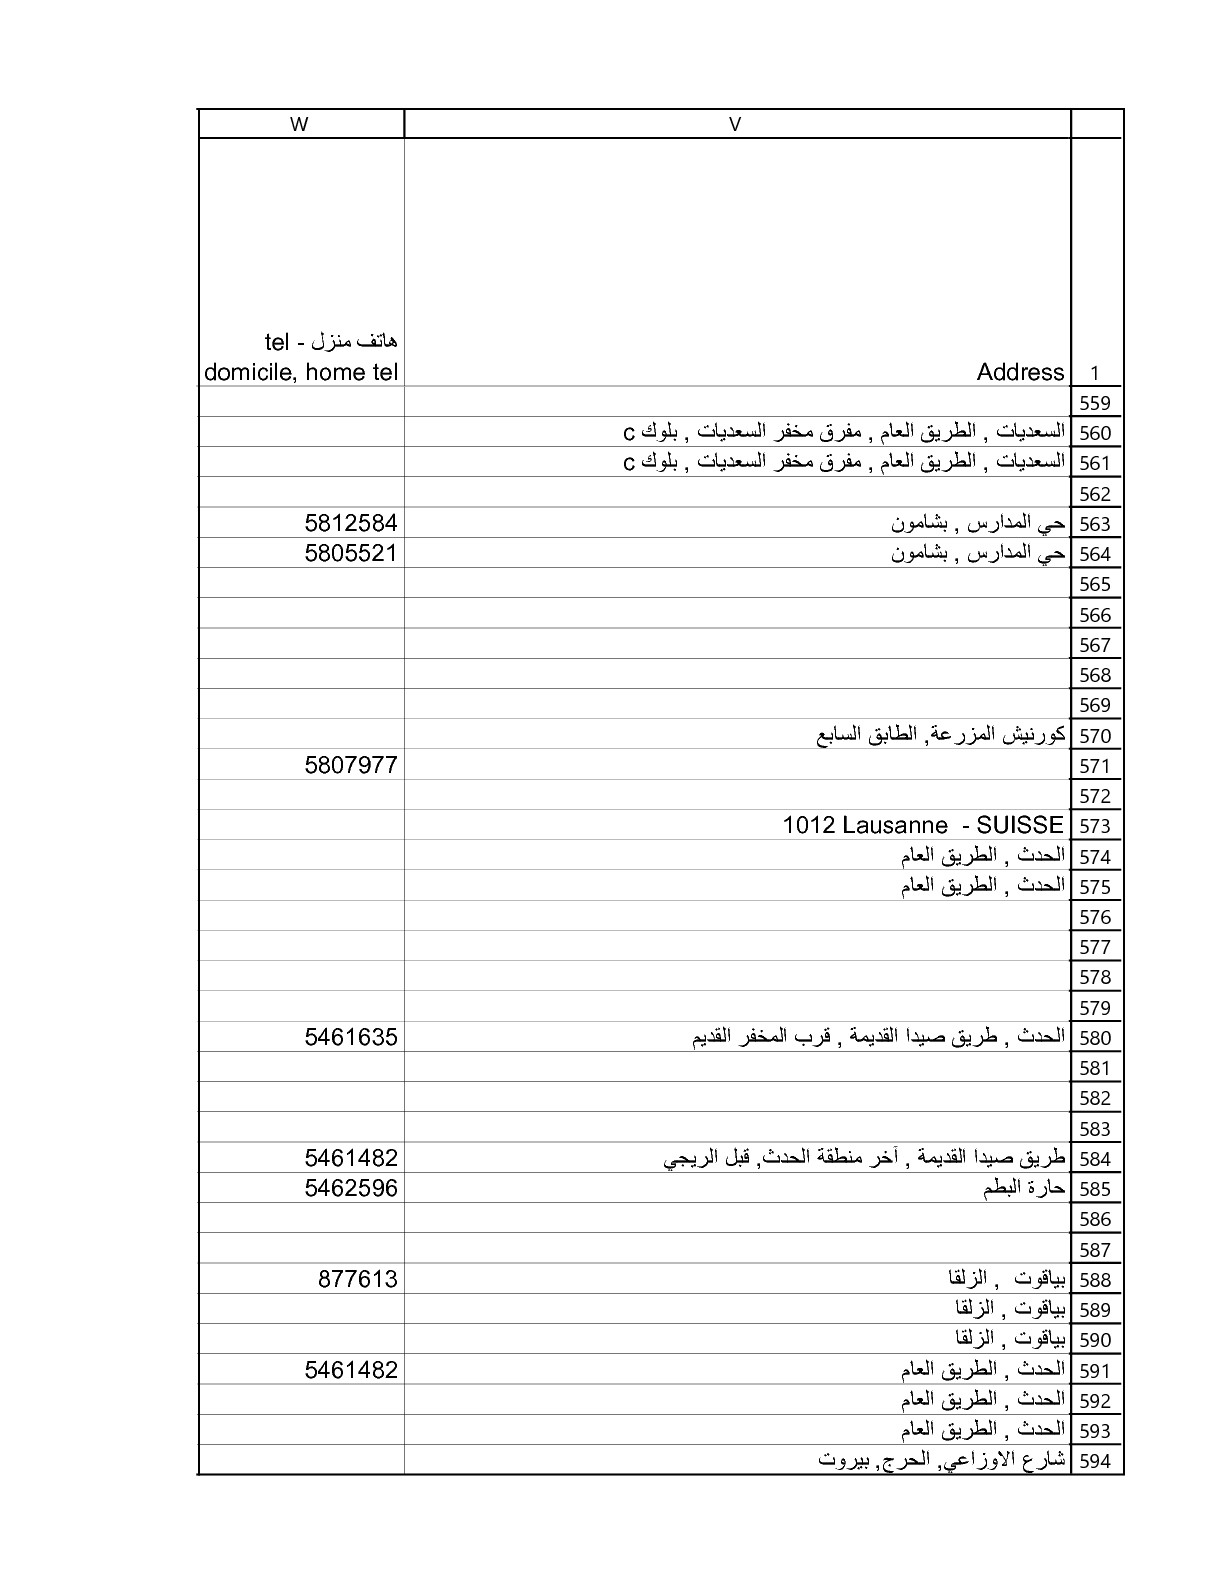 V W
1 Address هاتف منزل - tel
domicile, home tel
559
560 السعديات , الطريق العام , مفرق مخفر السعديات , بلوك c
561 السعديات , الطريق العام , مفرق مخفر السعديات , بلوك c
562
563 حي المدارس , بشامون 5812584
564 حي المدارس , بشامون 5805521
565
566
567
568
569
570 كورنيش المزرعة, الطابق السابع
571 5807977
572
573 1012 Lausanne - SUISSE
574 الحدث , الطريق العام
575 الحدث , الطريق العام
576
577
578
579
580 الحدث , طريق صيدا القديمة , قرب المخفر القديم 5461635
581
582
583
584 طريق صيدا القديمة , آخر منطقة الحدث, قبل الريجي 5461482
585 حارة البطم 5462596
586
587
588 بياقوت , الزلقا 877613
589 بياقوت , الزلقا
590 بياقوت , الزلقا
591 الحدث , الطريق العام 5461482
592 الحدث , الطريق العام
593 الحدث , الطريق العام
594 شارع الاوزاعي, الحرج, بيروت